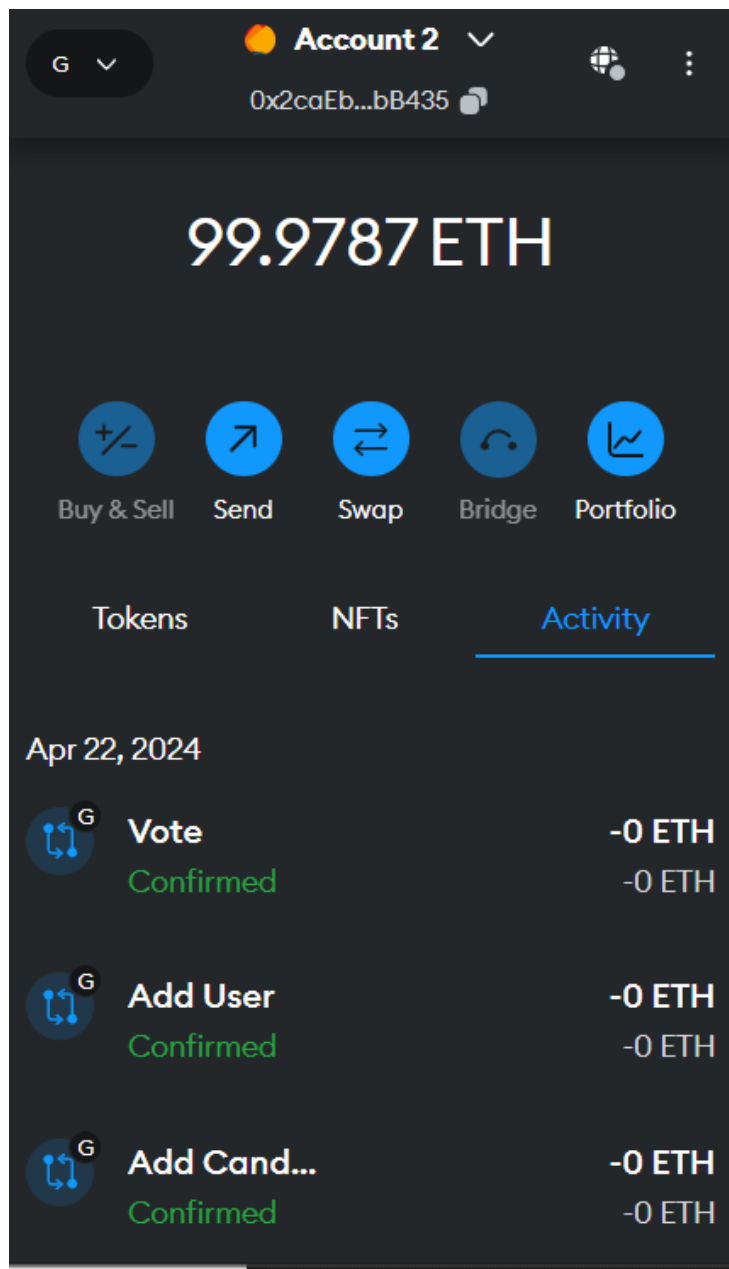 G
Account 2
0x2caEb...bB435
99.9787 ETH
Buy & Sell Send Swap Bridge Portfolio
Tokens NFTs Activity
Apr 22, 2024
G
Vote -0 ETH
Confirmed -0 ETH
G
Add User -0 ETH
Confirmed -0 ETH
G
Add Cand... -0 ETH
Confirmed -0 ETH